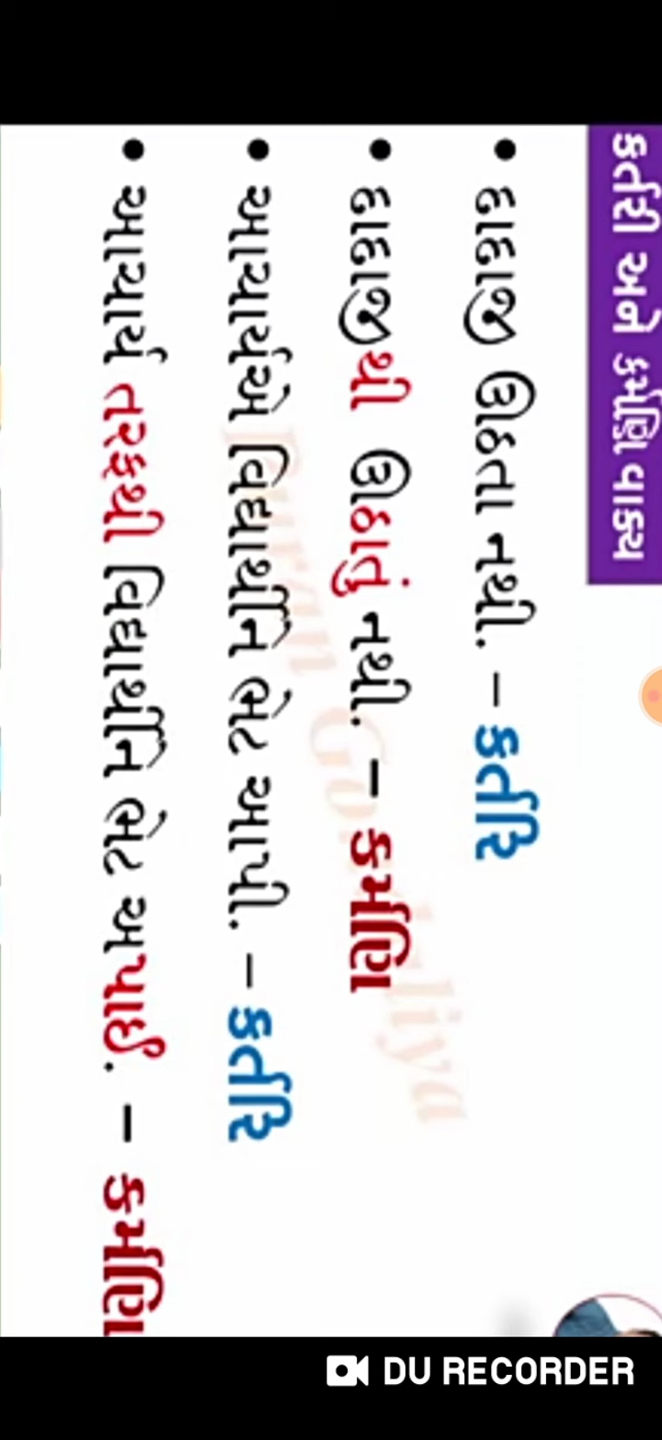 કર્તરી અને કર્મણિ વાક્ય
• દાદાજી ઊઠતા નથી. – કર્તરિ
• દાદાજીથી ઊઠાતું નથી. – કર્મણિ
• આચાર્યએ વિદ્યાર્થીને ભેટ આપી. – કર્તરિ
• આચાર્ય તરફથી વિદ્યાર્થીને ભેટ અપાઈ. – કર્મણિ
DU RECORDER